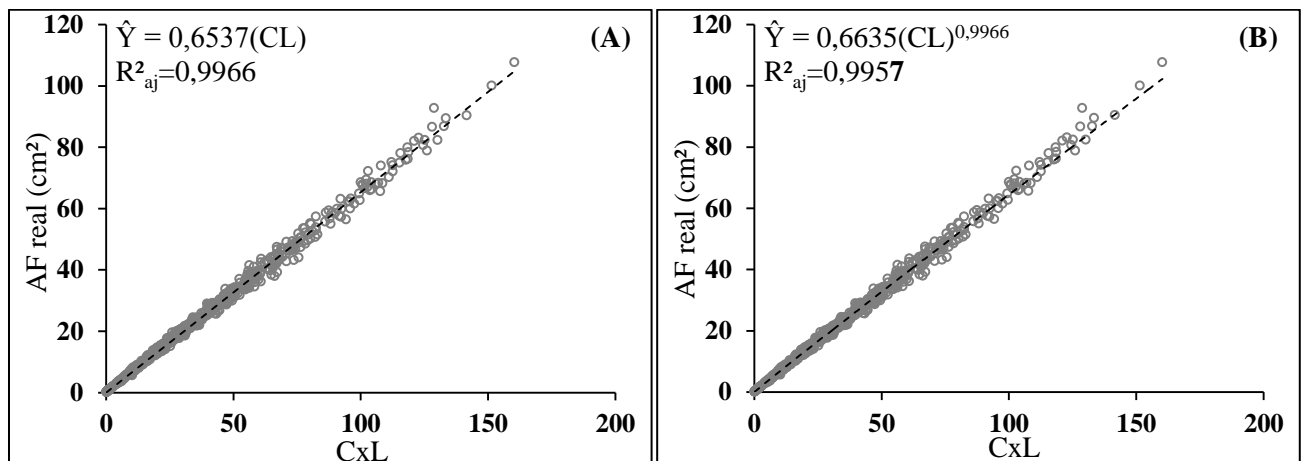 Ŷ = 0,6537(CL)
R²aj=0,9966
(A)
AF real (cm²)
120
100
80
60
40
20
0
0 50 100 150 200
CxL
Ŷ = 0,6635(CL)^0,9966
R²aj=0,9957
(B)
AF real (cm²)
120
100
80
60
40
20
0
0 50 100 150 200
CxL